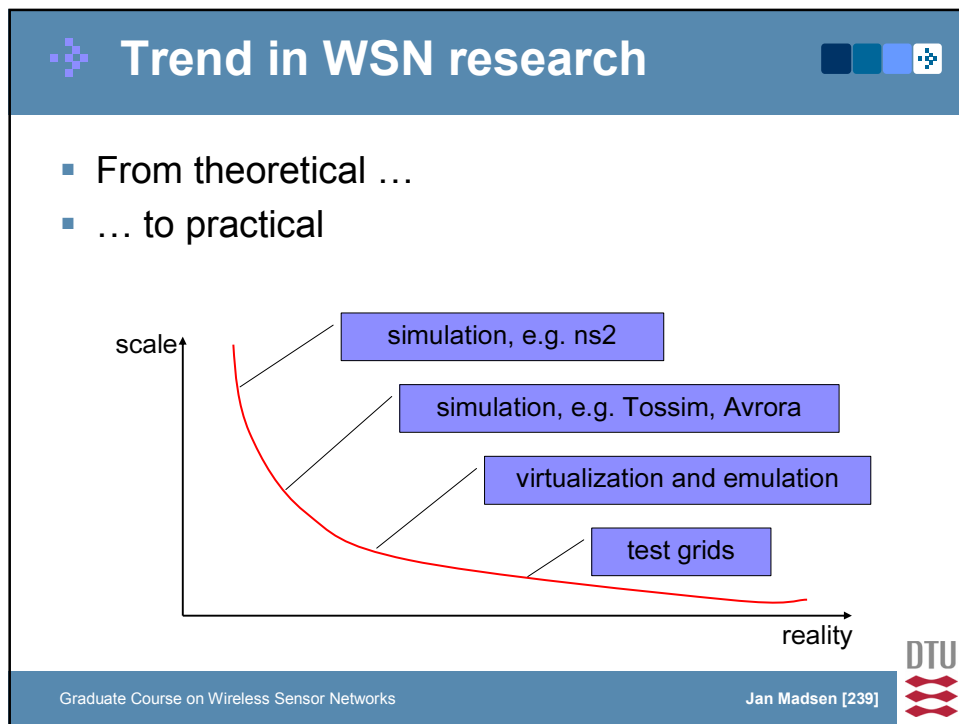 Trend in WSN research
From theoretical …
… to practical
scale
simulation, e.g. ns2
simulation, e.g. Tossim, Avrora
virtualization and emulation
test grids
reality
Graduate Course on Wireless Sensor Networks
Jan Madsen [239]
DTU